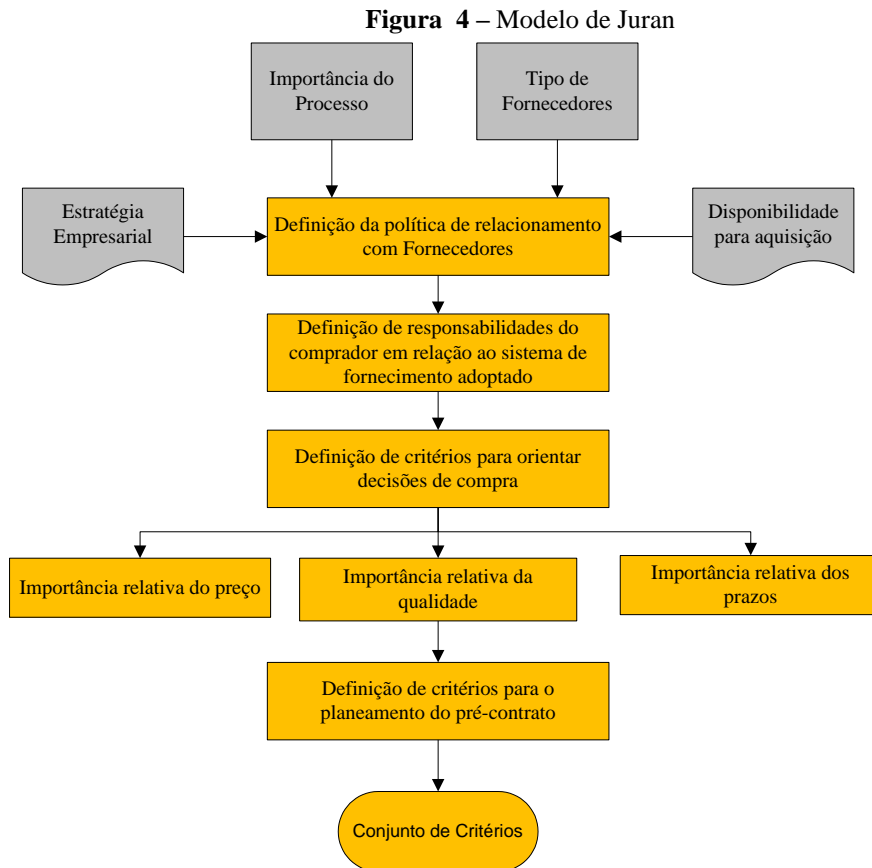 Figura 4 – Modelo de Juran
Importância do
Processo
Tipo de
Fornecedores
Estratégia
Empresarial
Definição da política de relacionamento
com Fornecedores
Disponibilidade
para aquisição
Definição de responsabilidades do
comprador em relação ao sistema de
fornecimento adoptado
Definição de critérios para orientar
decisões de compra
Importância relativa do preço
Importância relativa da
qualidade
Importância relativa dos
prazos
Definição de critérios para o
planeamento do pré-contrato
Conjunto de Critérios